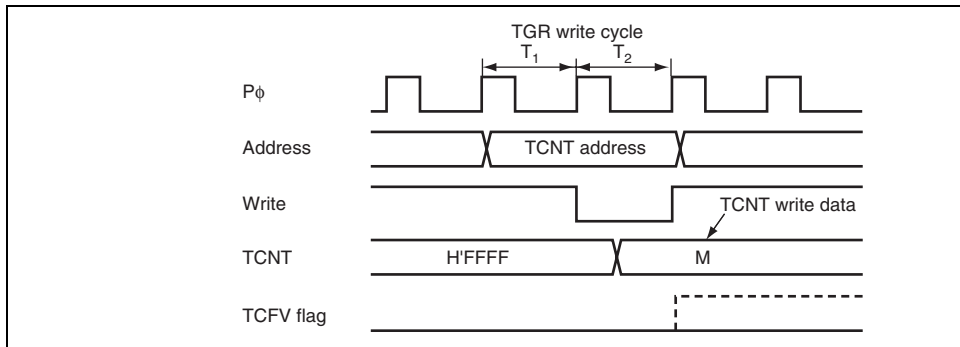 TGR write cycle
T1 T2
Pϕ
Address TCNT address
Write
TCNT write data
TCNT H'FFFF M
TCFV flag